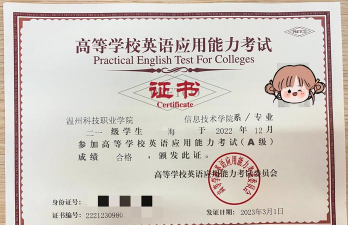 高等学校英语应用能力考试
Practical English Test For Colleges
证书
Certificate
温州科技职业学院 信息技术学院系/专业
二一级学生 海 于 2022 年 12月
参加高等学校英语应用能力考试(A级)
成绩 合格,颁发此证。
高等学校英语应用能力考试委员会
身份证号:
证书编号:2221230980
发证日期:2023年3月1日